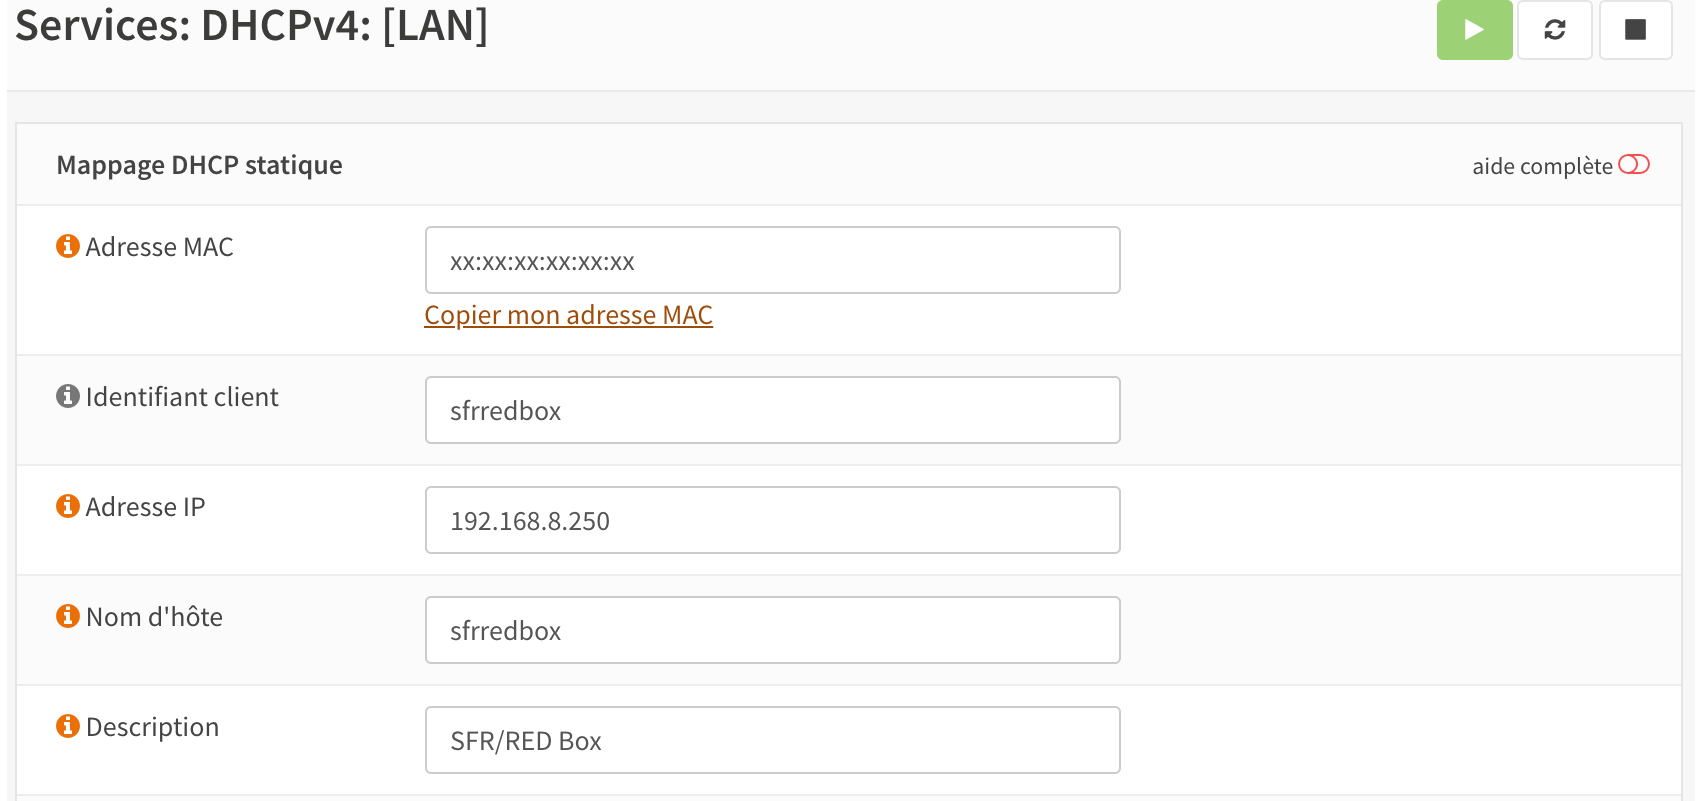 Services: DHCPv4: [LAN]
Mappage DHCP statique
aide complète
Adresse MAC
xx:xx:xx:xx:xx:xx
Copier mon adresse MAC
Identifiant client
sfrredbox
Adresse IP
192.168.8.250
Nom d'hôte
sfrredbox
Description
SFR/RED Box